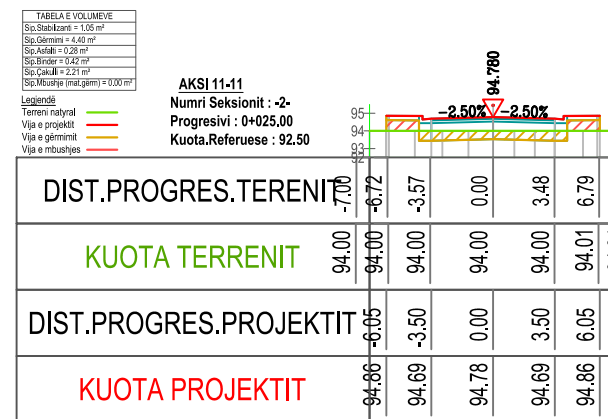 TABELA E VOLUMEVE
Sip.Stabilizanti = 1.05 m²
Sip.Gërmimi = 4.40 m²
Sip.Asfalti = 0.28 m²
Sip.Binder = 0.42 m²
Sip.Çakulli = 2.21 m²
Sip.Mbushje (mat.gërm) = 0.00 m²
Legjendë
Terreni natyral
Vija e projektit
Vija e gërmimit
Vija e mbushjes
AKSI 11-11
Numri Seksionit : -2-
Progresivi : 0+025.00
Kuota.Referuese : 92.50
94.780
-2.50% -2.50%
95
94
93
92
DIST.PROGRES.TERENIT -7.00 -6.72 -3.57 0.00 3.48 6.79
KUOTA TERRENIT 94.00 94.00 94.00 94.00 94.00 94.01
DIST.PROGRES.PROJEKTIT -6.05 -3.50 0.00 3.50 6.05
KUOTA PROJEKTIT 94.86 94.69 94.78 94.69 94.86